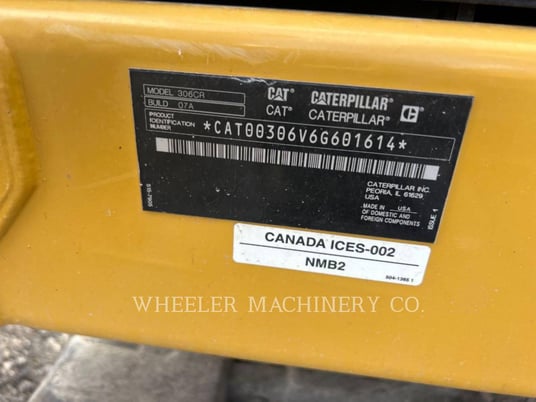 MODEL 306CR
BUILD 07A
CAT CATERPILLAR
CAT CATERPILLAR C
PRODUCT
IDENTIFICATION
NUMBER
*CAT00306V6G601614*
CATERPILLAR INC.
PEORIA, IL 61629
USA
MADE IN USA
OF DOMESTIC AND
FOREIGN COMPONENTS
ISSUE 1
CANADA ICES-002
NMB2
WHEELER MACHINERY CO.